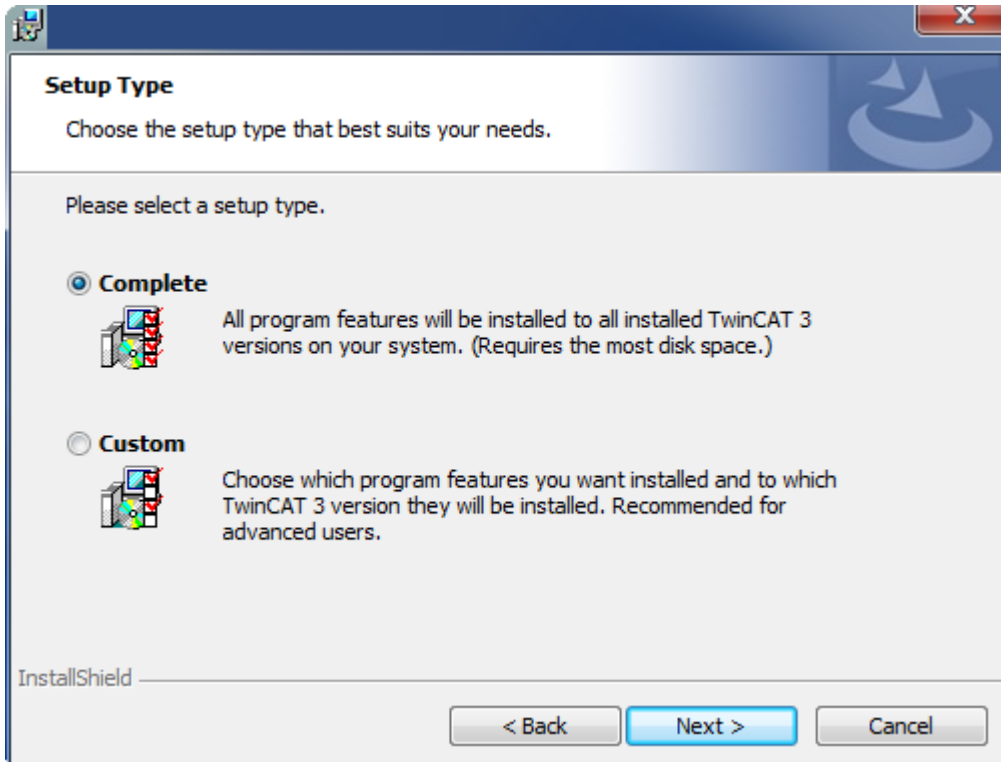 X
Setup Type
Choose the setup type that best suits your needs.
Please select a setup type.
Complete
All program features will be installed to all installed TwinCAT 3
versions on your system. (Requires the most disk space.)
Custom
Choose which program features you want installed and to which
TwinCAT 3 version they will be installed. Recommended for
advanced users.
InstallShield
< Back
Next >
Cancel